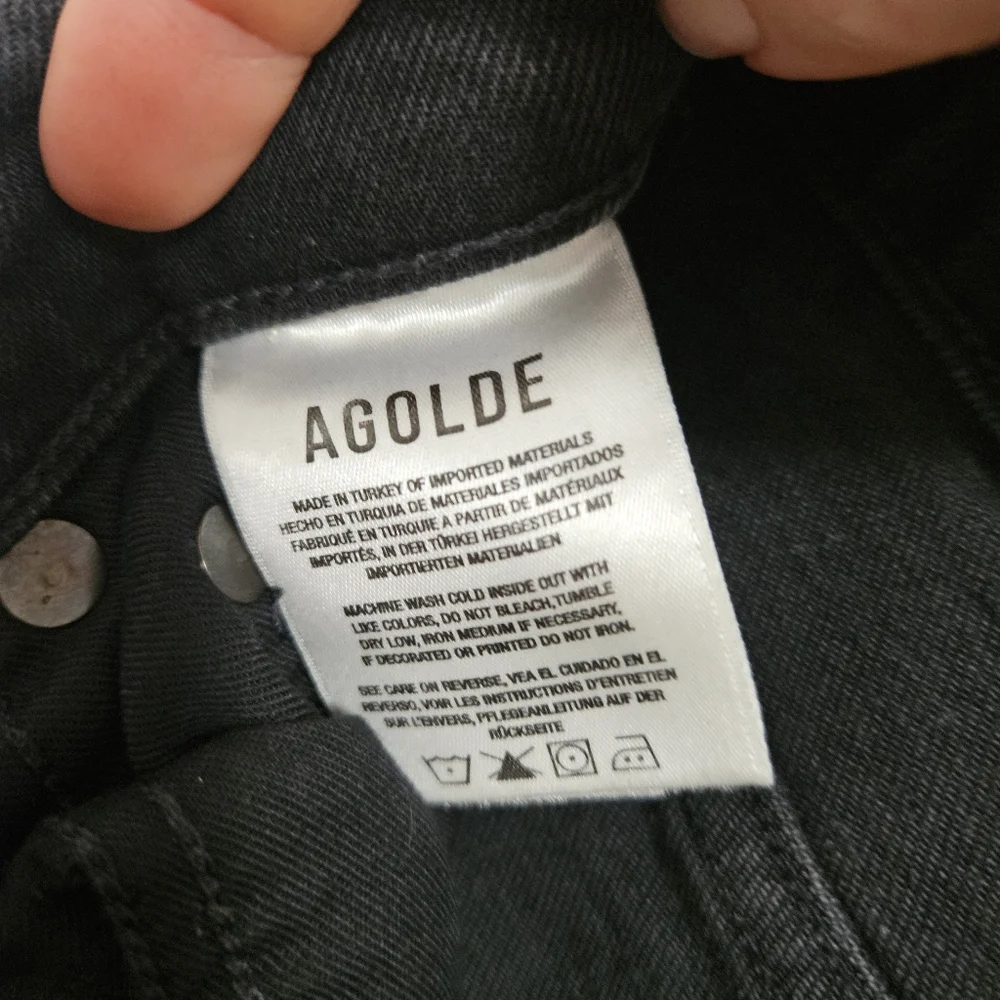 AGOLDE
MADE IN TURKEY OF IMPORTED MATERIALS
HECHO EN TURQUIA DE MATERIALES IMPORTADOS
FABRIQUÉ EN TURQUIE A PARTIR DE MATÉRIAUX
IMPORTÉS, IN DER TÜRKEI HERGESTELLT MIT
IMPORTIERTEN MATERIALIEN
MACHINE WASH COLD INSIDE OUT WITH
LIKE COLORS, DO NOT BLEACH,TUMBLE
DRY LOW, IRON MEDIUM IF NECESSARY.
IF DECORATED OR PRINTED DO NOT IRON.
SEE CARE ON REVERSE, VEA EL CUIDADO EN EL
REVERSO, VOIR LES INSTRUCTIONS D'ENTRETIEN
SUR L'ENVERS, PFLEGEANLEITUNG AUF DER
RÜCKSEITE